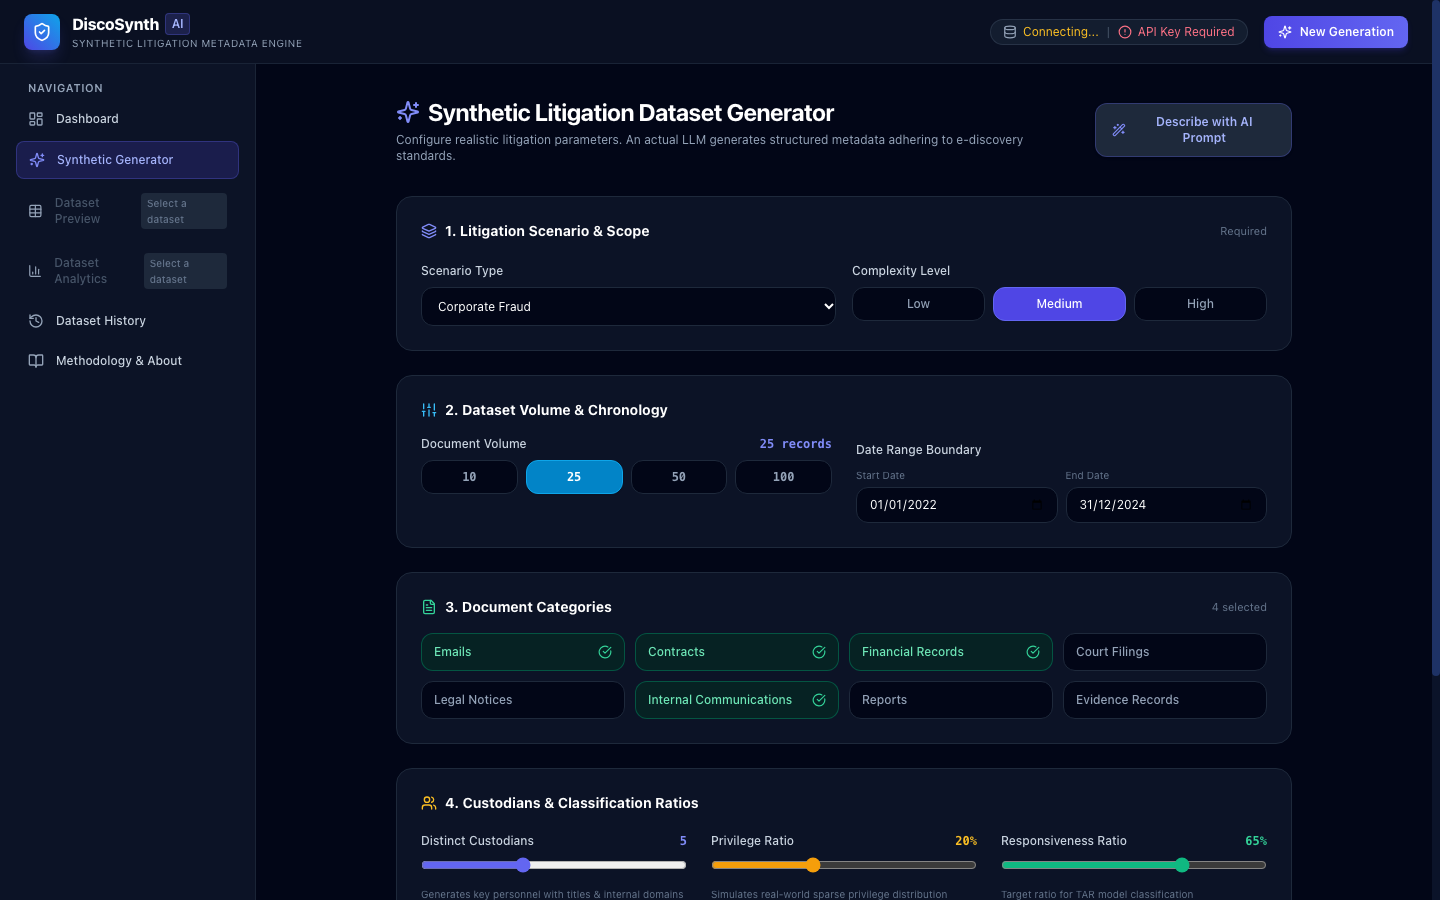 DiscoSynth AI
SYNTHETIC LITIGATION METADATA ENGINE
Connecting... | API Key Required
New Generation
NAVIGATION
Dashboard
Synthetic Generator
Dataset
Preview
Select a
dataset
Dataset
Analytics
Select a
dataset
Dataset History
Methodology & About
Synthetic Litigation Dataset Generator
Configure realistic litigation parameters. An actual LLM generates structured metadata adhering to e-discovery
standards.
Describe with AI
Prompt
1. Litigation Scenario & Scope
Required
Scenario Type
Corporate Fraud
Complexity Level
Low
Medium
High
2. Dataset Volume & Chronology
Document Volume
25 records
10
25
50
100
Date Range Boundary
Start Date
End Date
01/01/2022
31/12/2024
3. Document Categories
4 selected
Emails
Contracts
Financial Records
Court Filings
Legal Notices
Internal Communications
Reports
Evidence Records
4. Custodians & Classification Ratios
Distinct Custodians
5
Privilege Ratio
20%
Responsiveness Ratio
65%
Generates key personnel with titles & internal domains
Simulates real-world sparse privilege distribution
Target ratio for TAR model classification